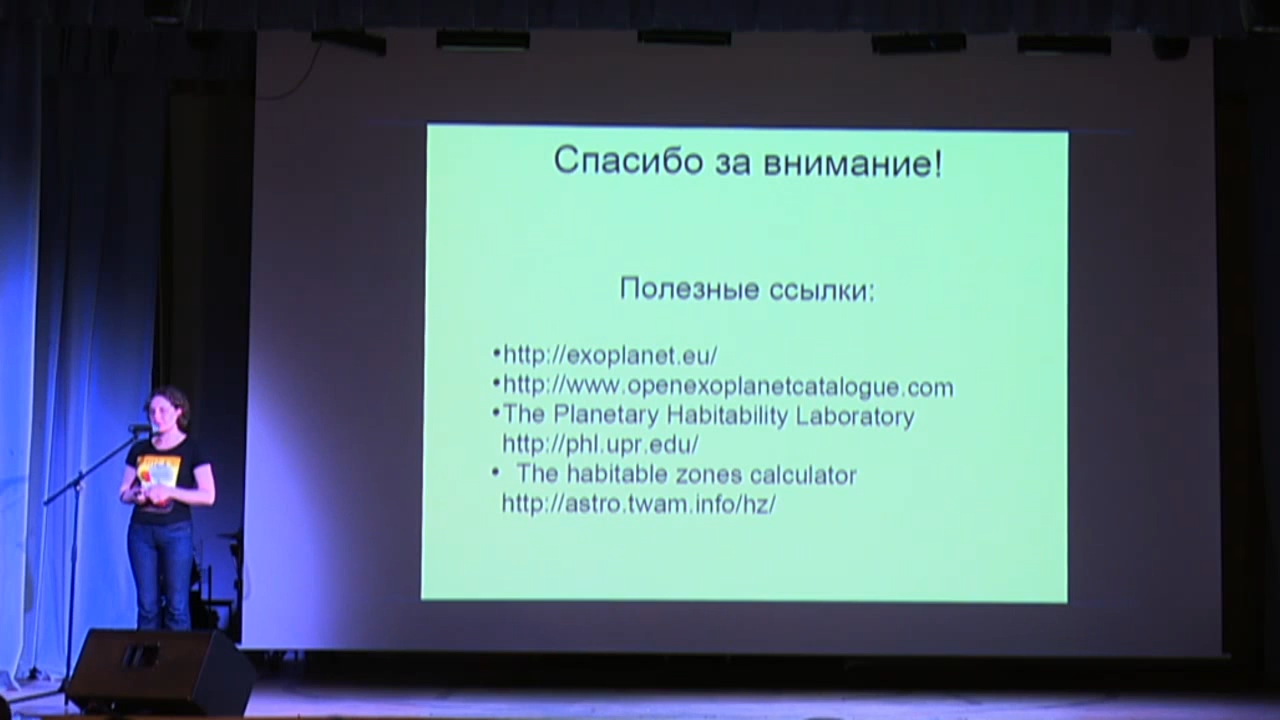 Спасибо за внимание!
Полезные ссылки:
•http://exoplanet.eu/
•http://www.openexoplanetcatalogue.com
•The Planetary Habitability Laboratory
http://phl.upr.edu/
• The habitable zones calculator
http://astro.twam.info/hz/